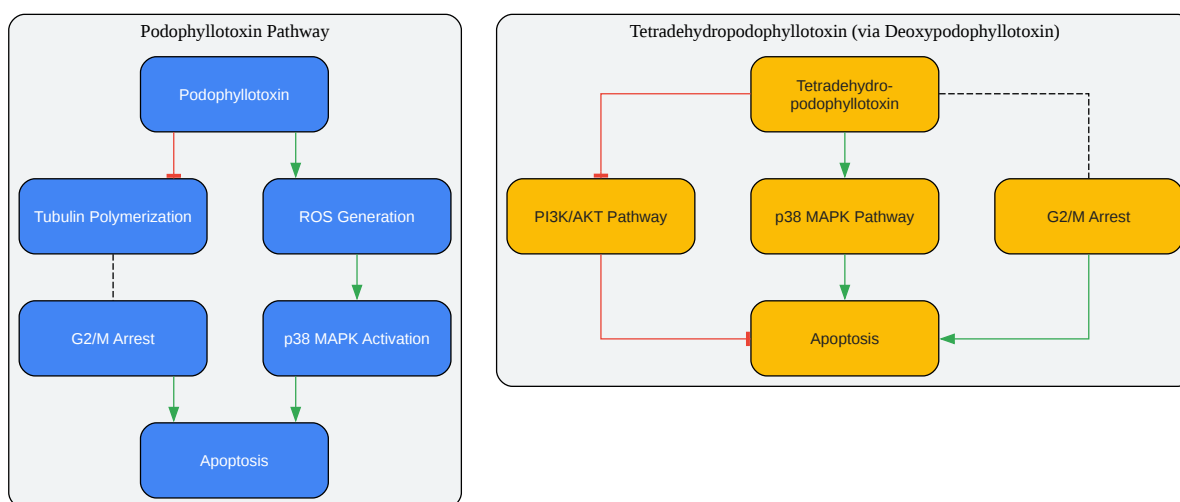 Podophyllotoxin Pathway
Podophyllotoxin
Tubulin Polymerization
ROS Generation
G2/M Arrest
p38 MAPK Activation
Apoptosis
Tetradehydropodophyllotoxin (via Deoxypodophyllotoxin)
Tetradehydro-
podophyllotoxin
PI3K/AKT Pathway
p38 MAPK Pathway
G2/M Arrest
Apoptosis